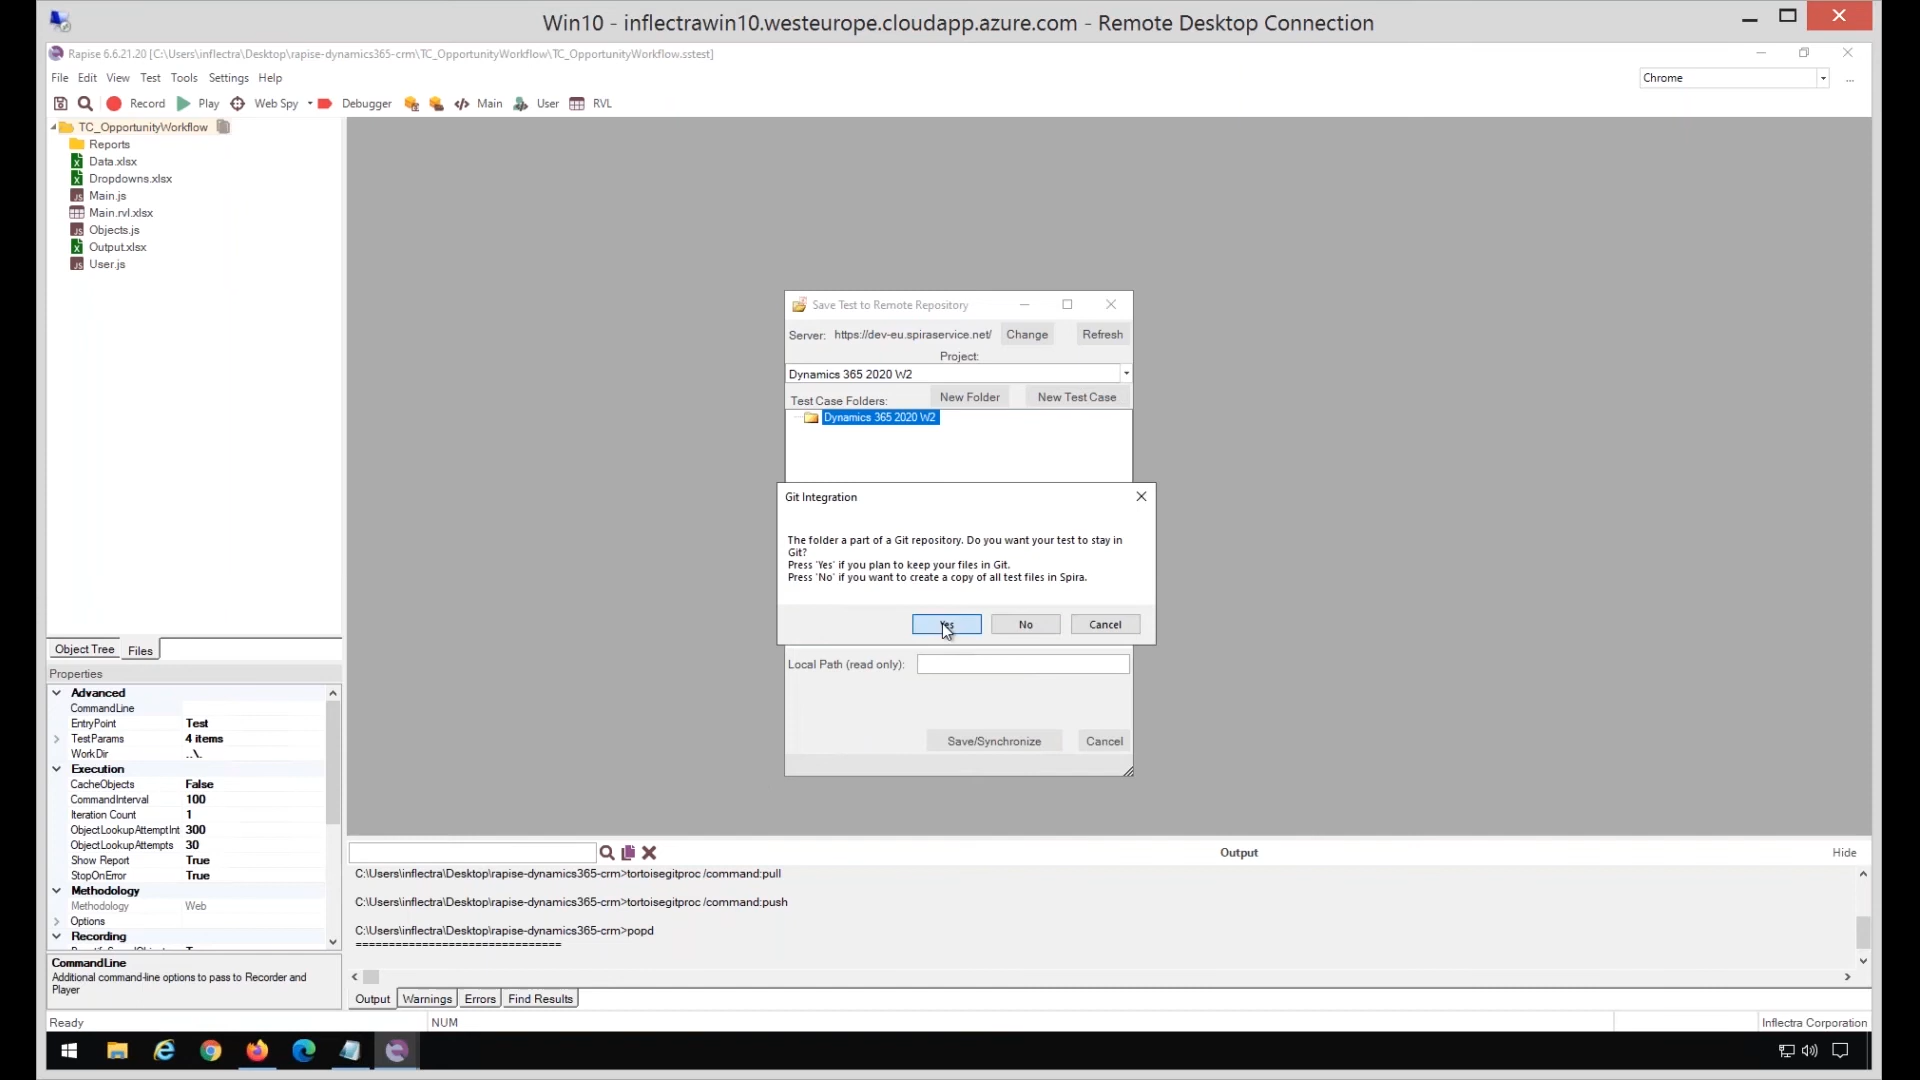 Win10 - inflectrawin10.westeurope.cloudapp.azure.com - Remote Desktop Connection
Rapise 6.6.21.20 [C:\Users\inflectra\Desktop\rapise-dynamics365-crm\TC_OpportunityWorkflow\TC_OpportunityWorkflow.sstest]
File Edit View Test Tools Settings Help
Chrome
...
Record Play Web Spy Debugger Main User RVL
TC_OpportunityWorkflow
Reports
Data.xlsx
Dropdowns.xlsx
Main.js
Main.rvl.xlsx
Objects.js
Output.xlsx
User.js
Save Test to Remote Repository
Server: https://dev-eu.spiraservice.net/ Change Refresh
Project:
Dynamics 365 2020 W2
Test Case Folders: New Folder New Test Case
Dynamics 365 2020 W2
Git Integration
The folder a part of a Git repository. Do you want your test to stay in
Git?
Press 'Yes' if you plan to keep your files in Git.
Press 'No' if you want to create a copy of all test files in Spira.
Yes No Cancel
Local Path (read only):
Save/Synchronize Cancel
Object Tree Files
Properties
Advanced
CommandLine
EntryPoint Test
TestParams 4 items
WorkDir ..\.
Execution
CacheObjects False
CommandInterval 100
Iteration Count 1
ObjectLookupAttemptInt 300
ObjectLookupAttempts 30
Show Report True
StopOnError True
Methodology
Methodology Web
Options
Recording
CommandLine
Additional command-line options to pass to Recorder and
Player
Output Hide
C:\Users\inflectra\Desktop\rapise-dynamics365-crm>tortoisegitproc /command:pull
C:\Users\inflectra\Desktop\rapise-dynamics365-crm>tortoisegitproc /command:push
C:\Users\inflectra\Desktop\rapise-dynamics365-crm>popd
==============================
Output Warnings Errors Find Results
Ready NUM Inflectra Corporation